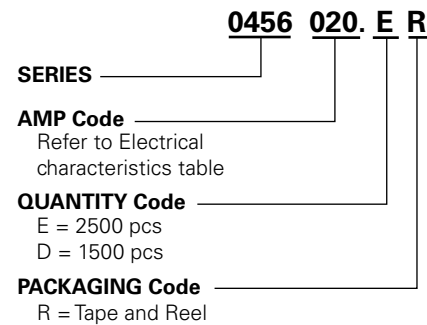 0456 020. E R
SERIES
AMP Code
Refer to Electrical
characteristics table
QUANTITY Code
E = 2500 pcs
D = 1500 pcs
PACKAGING Code
R = Tape and Reel